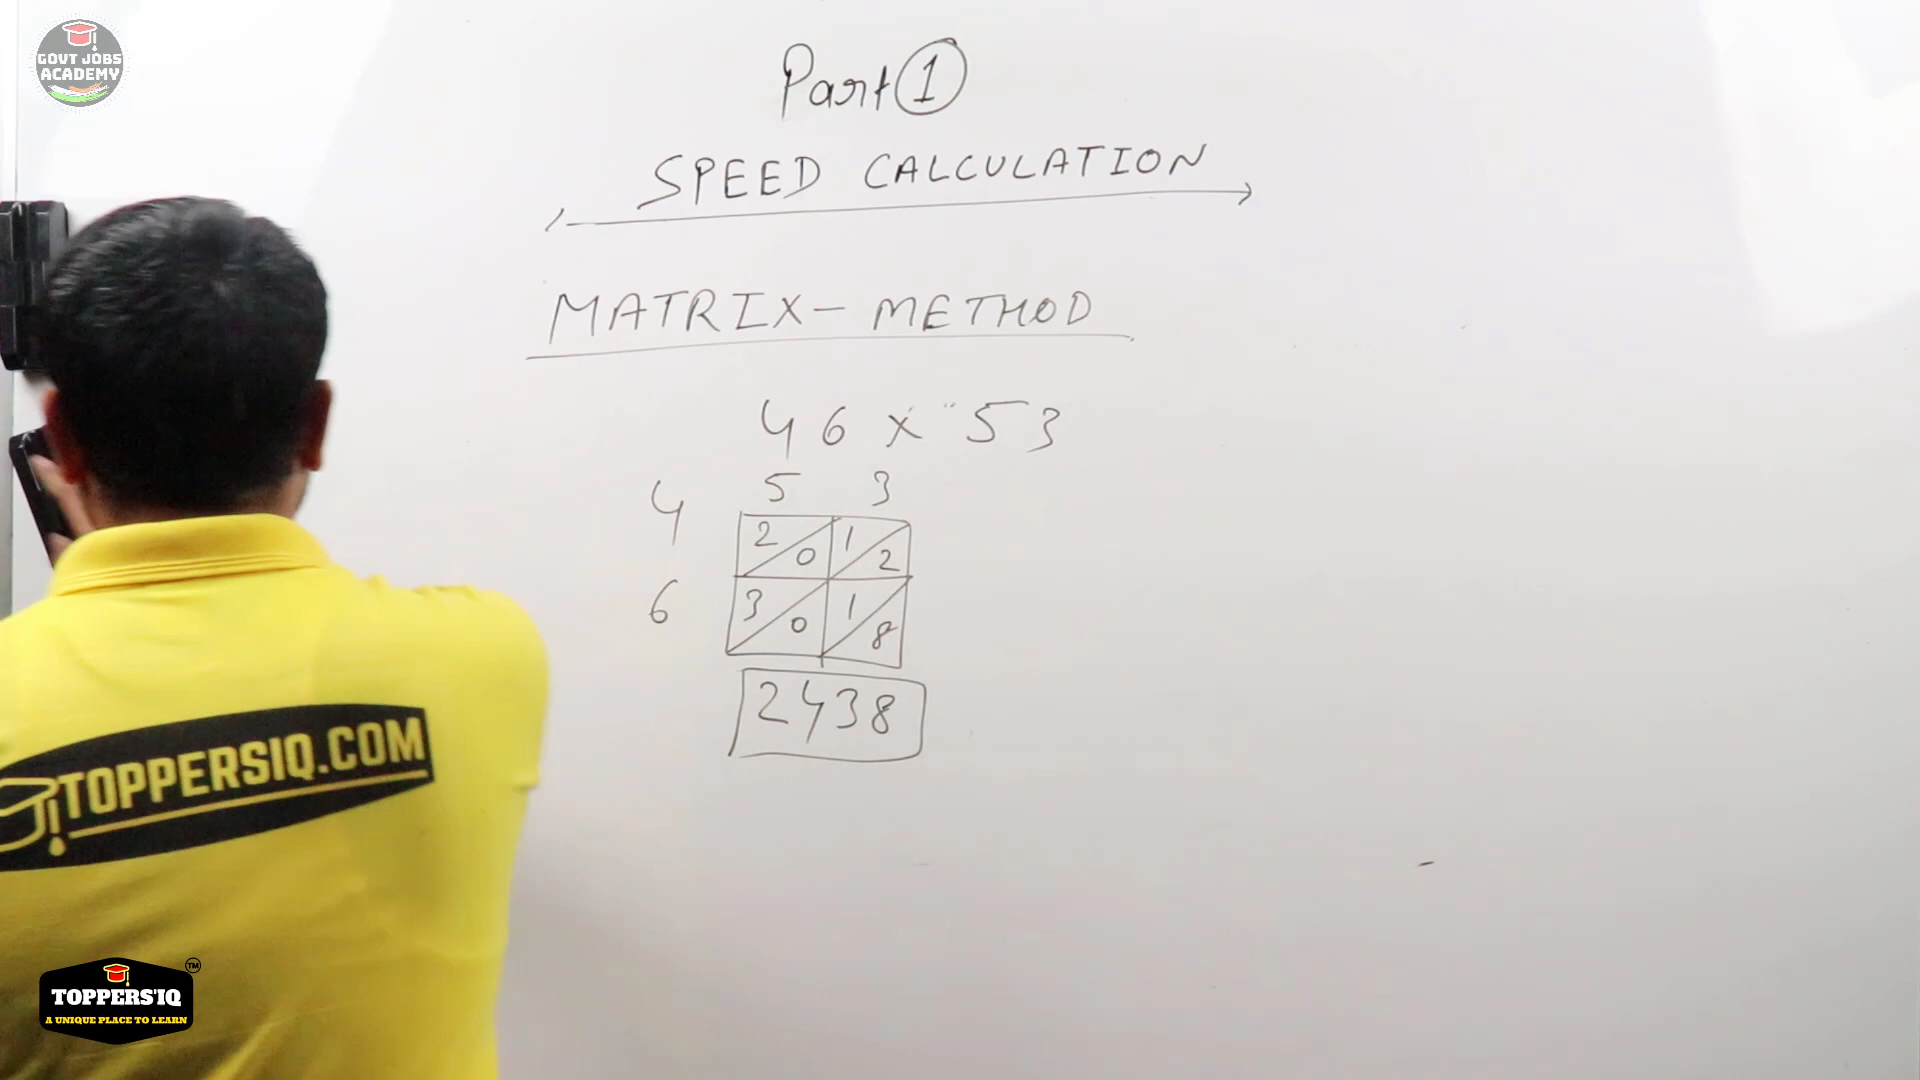 GOVT JOBS
ACADEMY
Part 1
SPEED CALCULATION
MATRIX - METHOD
46 x 53
5 3
4
2 0 1 2
6
3 0 1 8
2438
TOPPERSIQ.COM
TOPPERS'IQ TM
A UNIQUE PLACE TO LEARN